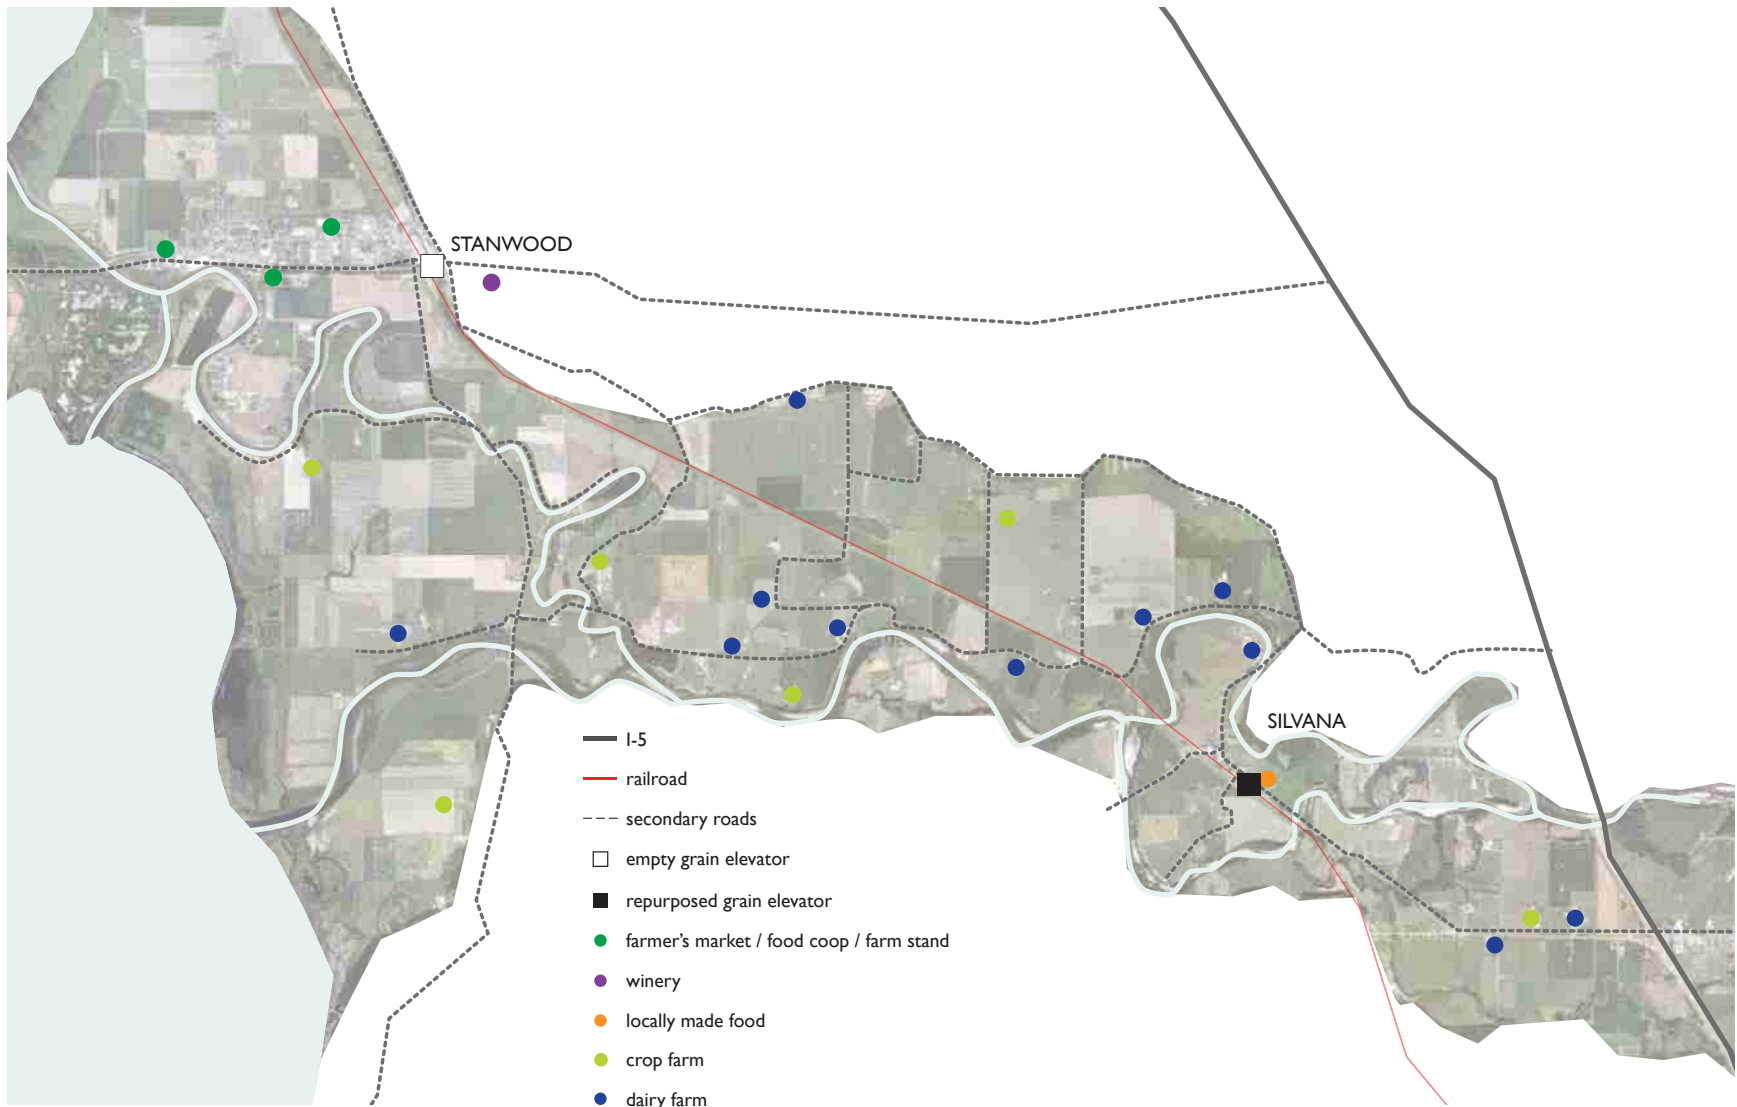 STANWOOD
SILVANA
I-5
railroad
secondary roads
empty grain elevator
repurposed grain elevator
farmer's market / food coop / farm stand
winery
locally made food
crop farm
dairy farm